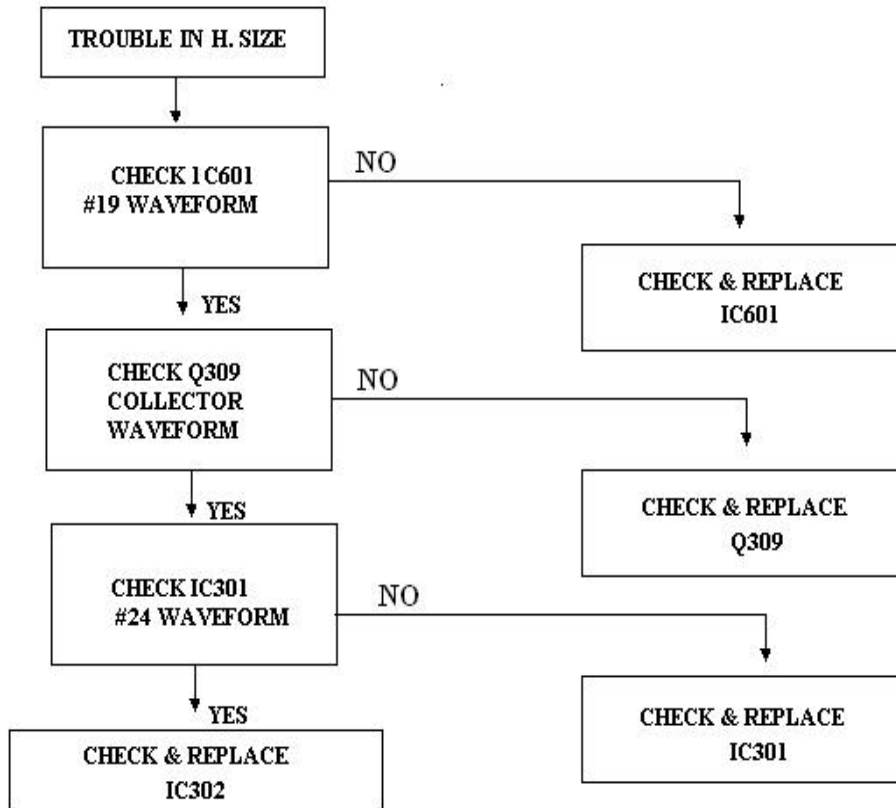 TROUBLE IN H. SIZE
CHECK 1C601
#19 WAVEFORM
NO
CHECK & REPLACE
IC601
YES
CHECK Q309
COLLECTOR
WAVEFORM
NO
CHECK & REPLACE
Q309
YES
CHECK IC301
#24 WAVEFORM
NO
CHECK & REPLACE
IC301
YES
CHECK & REPLACE
IC302